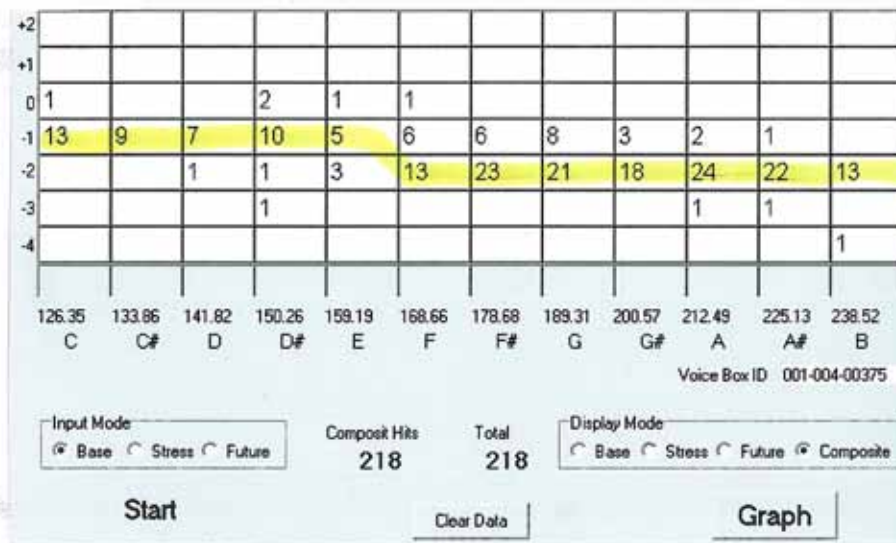 +2
+1
0 1 2 1 1
-1 13 9 7 10 5 6 6 8 3 2 1
-2 1 1 3 13 23 21 18 24 22 13
-3 1 1 1
-4 1
126.35 133.86 141.82 150.26 159.19 168.66 178.68 189.31 200.57 212.49 225.13 238.52
C C# D D# E F F# G G# A A# B
Voice Box ID 001-004-00375
Input Mode
Base Stress Future
Composit Hits
218
Total
218
Display Mode
Base Stress Future Composite
Start
Clear Data
Graph